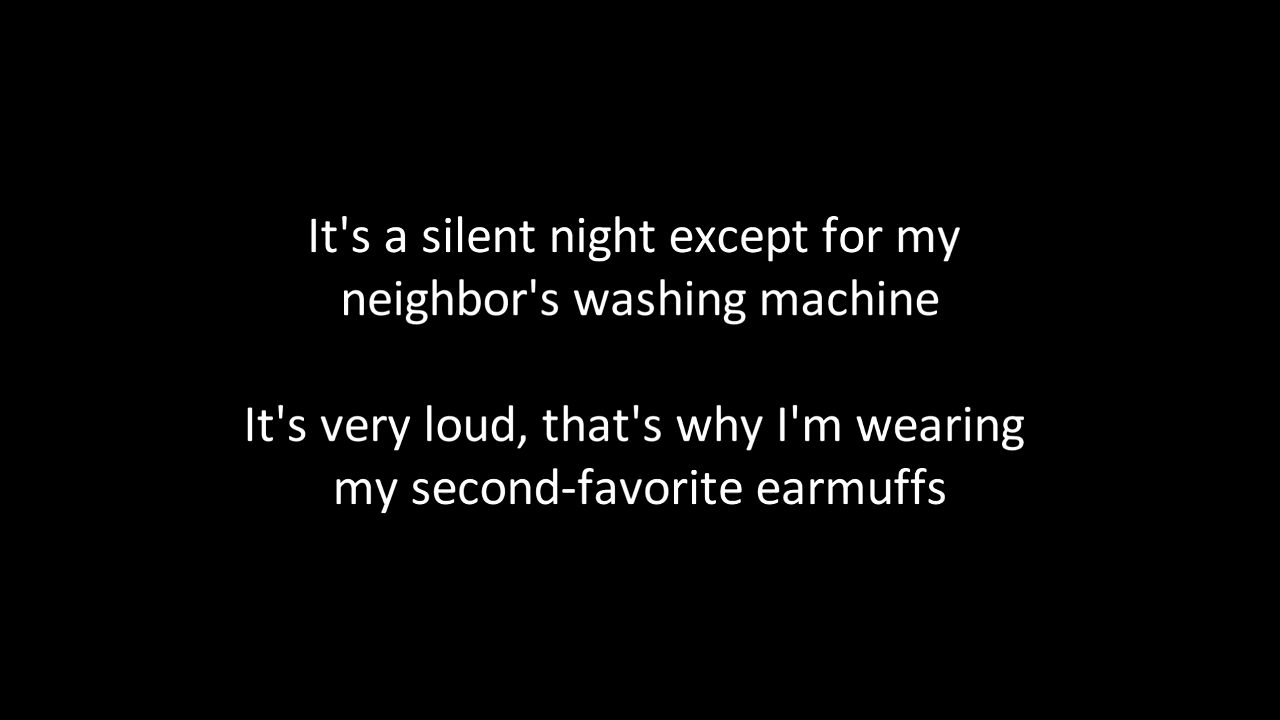 It's a silent night except for my
neighbor's washing machine
It's very loud, that's why I'm wearing
my second-favorite earmuffs